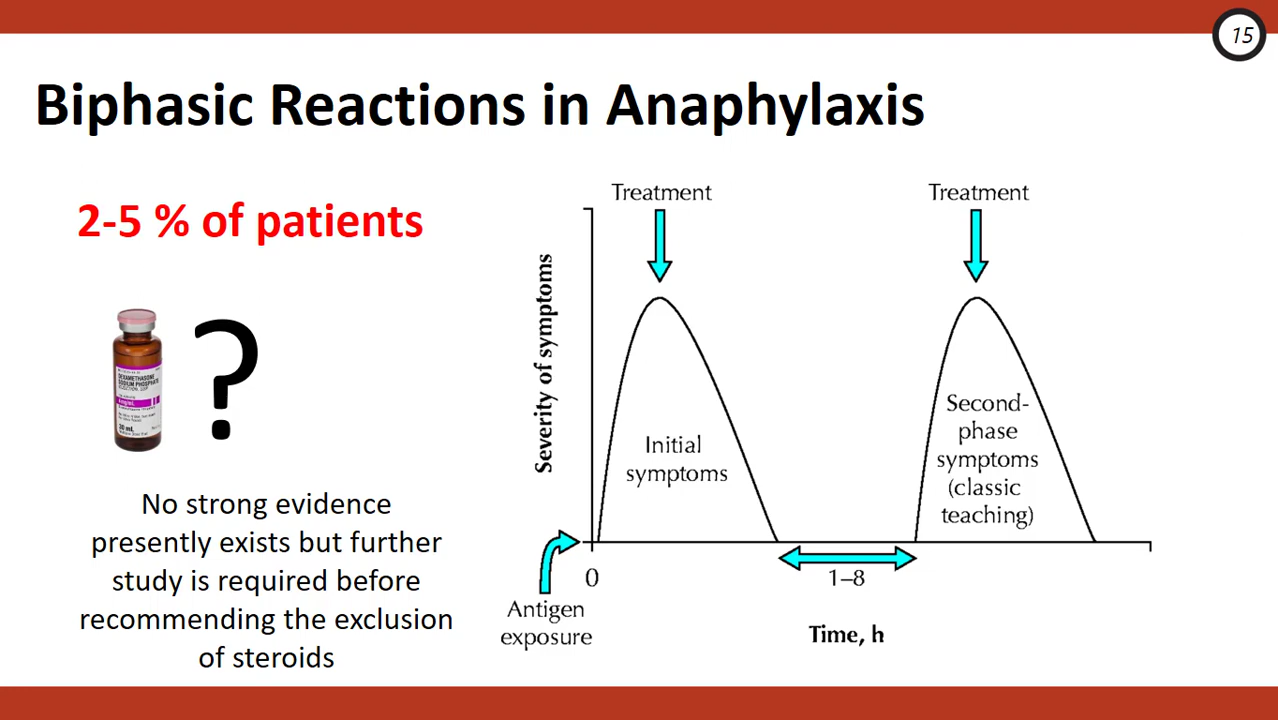 15
Biphasic Reactions in Anaphylaxis
2-5 % of patients
DEXAMETHASONE
SODIUM PHOSPHATE
30 mL
?
No strong evidence
presently exists but further
study is required before
recommending the exclusion
of steroids
Treatment
Treatment
Severity of symptoms
Initial
symptoms
Second-
phase
symptoms
(classic
teaching)
0
1–8
Antigen
exposure
Time, h